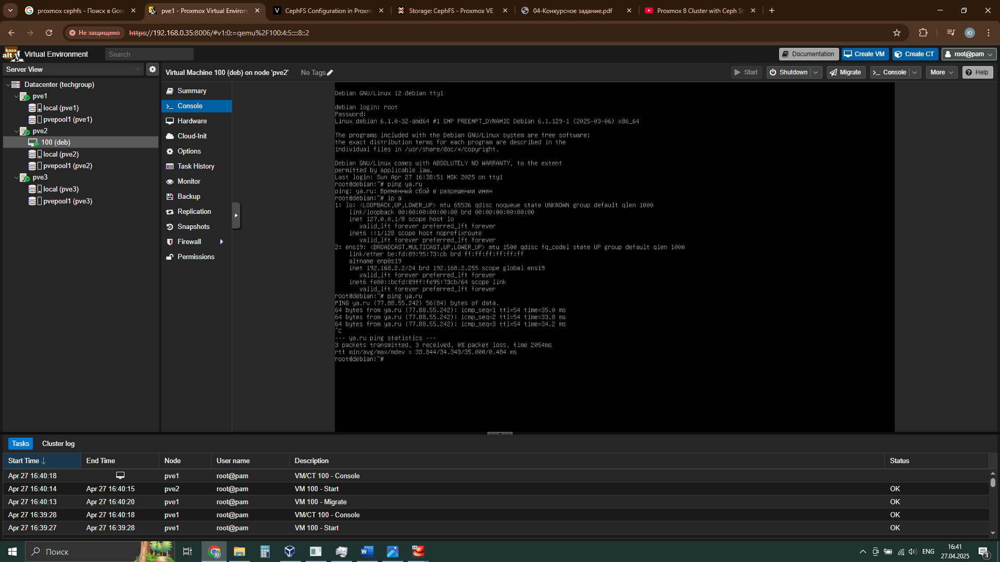 proxmox cephfs - Поиск в Goo
pve1 - Proxmox Virtual Environ
CephFS Configuration in Proxm
Storage: CephFS - Proxmox VE
04-Конкурсное задание.pdf
Proxmox 8 Cluster with Ceph St
Не защищено
https://192.168.0.35:8006/#v1:0:=qemu%2F100:4:5::::8::2
Ю
base
alt
Virtual Environment
Search
Documentation
Create VM
Create CT
root@pam
Server View
Virtual Machine 100 (deb) on node 'pve2'
No Tags
Start
Shutdown
Migrate
Console
More
Help
Datacenter (techgroup)
pve1
local (pve1)
pvepool1 (pve1)
pve2
100 (deb)
local (pve2)
pvepool1 (pve2)
pve3
local (pve3)
pvepool1 (pve3)
Summary
Console
Hardware
Cloud-Init
Options
Task History
Monitor
Backup
Replication
Snapshots
Firewall
Permissions
Debian GNU/Linux 12 debian tty1
debian login: root
Password:
Linux debian 6.1.0-32-amd64 #1 SMP PREEMPT_DYNAMIC Debian 6.1.129-1 (2025-03-06) x86_64
The programs included with the Debian GNU/Linux system are free software;
the exact distribution terms for each program are described in the
individual files in /usr/share/doc/*/copyright.
Debian GNU/Linux comes with ABSOLUTELY NO WARRANTY, to the extent
permitted by applicable law.
Last login: Sun Apr 27 16:38:51 MSK 2025 on tty1
root@debian:~# ping ya.ru
ping: ya.ru: Временный сбой в разрешении имен
root@debian:~# ip a
1: lo: <LOOPBACK,UP,LOWER_UP> mtu 65536 qdisc noqueue state UNKNOWN group default qlen 1000
link/loopback 00:00:00:00:00:00 brd 00:00:00:00:00:00
inet 127.0.0.1/8 scope host lo
valid_lft forever preferred_lft forever
inet6 ::1/128 scope host noprefixroute
valid_lft forever preferred_lft forever
2: ens19: <BROADCAST,MULTICAST,UP,LOWER_UP> mtu 1500 qdisc fq_codel state UP group default qlen 1000
link/ether be:fd:89:95:73:cb brd ff:ff:ff:ff:ff:ff
altname enp0s19
inet 192.168.2.2/24 brd 192.168.2.255 scope global ens19
valid_lft forever preferred_lft forever
inet6 fe80::bcfd:89ff:fe95:73cb/64 scope link
valid_lft forever preferred_lft forever
root@debian:~# ping ya.ru
PING ya.ru (77.88.55.242) 56(84) bytes of data.
64 bytes from ya.ru (77.88.55.242): icmp_seq=1 ttl=54 time=35.0 ms
64 bytes from ya.ru (77.88.55.242): icmp_seq=2 ttl=54 time=33.8 ms
64 bytes from ya.ru (77.88.55.242): icmp_seq=3 ttl=54 time=34.2 ms
^C
--- ya.ru ping statistics ---
3 packets transmitted, 3 received, 0% packet loss, time 2054ms
rtt min/avg/max/mdev = 33.844/34.343/35.000/0.484 ms
root@debian:~#
Tasks
Cluster log
Start Time
End Time
Node
User name
Description
Status
Apr 27 16:40:18 pve1 root@pam VM/CT 100 - Console
Apr 27 16:40:14 Apr 27 16:40:15 pve2 root@pam VM 100 - Start OK
Apr 27 16:40:13 Apr 27 16:40:20 pve1 root@pam VM 100 - Migrate OK
Apr 27 16:39:28 Apr 27 16:40:18 pve1 root@pam VM/CT 100 - Console OK
Apr 27 16:39:27 Apr 27 16:39:28 pve1 root@pam VM 100 - Start OK
Поиск
ENG
16:41
27.04.2025
3